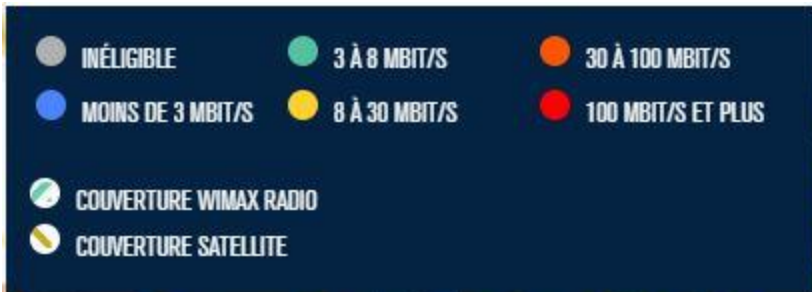 INÉLIGIBLE 3 À 8 MBIT/S 30 À 100 MBIT/S
MOINS DE 3 MBIT/S 8 À 30 MBIT/S 100 MBIT/S ET PLUS
COUVERTURE WIMAX RADIO
COUVERTURE SATELLITE